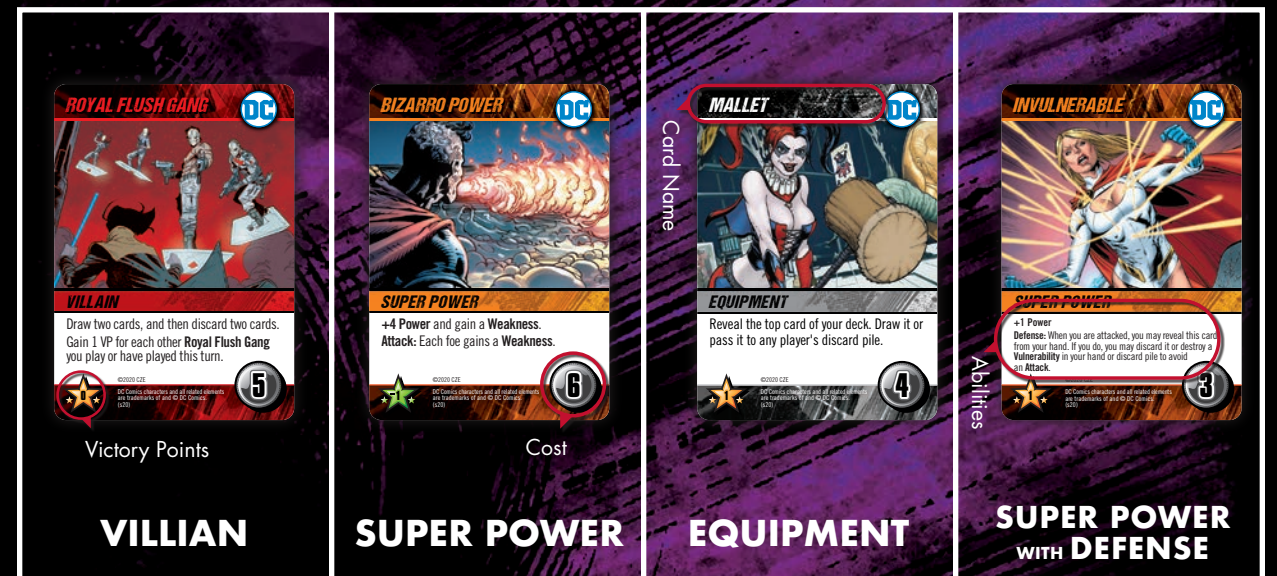 ROYAL FLUSH GANG
DC
VILLAIN
Draw two cards, and then discard two cards.
Gain 1 VP for each other Royal Flush Gang
you play or have played this turn.
©2020 CZE
DC Comics characters and all related elements
are trademarks of and © DC Comics.
(s20)
0
5
Victory Points
VILLIAN
BIZARRO POWER
DC
SUPER POWER
+4 Power and gain a Weakness.
Attack: Each foe gains a Weakness.
©2020 CZE
DC Comics characters and all related elements
are trademarks of and © DC Comics.
(s20)
6
Cost
SUPER POWER
MALLET
DC
Card Name
EQUIPMENT
Reveal the top card of your deck. Draw it or
pass it to any player's discard pile.
©2020 CZE
DC Comics characters and all related elements
are trademarks of and © DC Comics.
(s20)
1
4
EQUIPMENT
INVULNERABLE
DC
SUPER POWER
+1 Power
Defense: When you are attacked, you may reveal this card
from your hand. If you do, you may discard it or destroy a
Vulnerability in your hand or discard pile to avoid
an Attack.
DC Comics characters and all related elements
are trademarks of and © DC Comics.
(s20)
1
3
Abilities
SUPER POWER
WITH DEFENSE